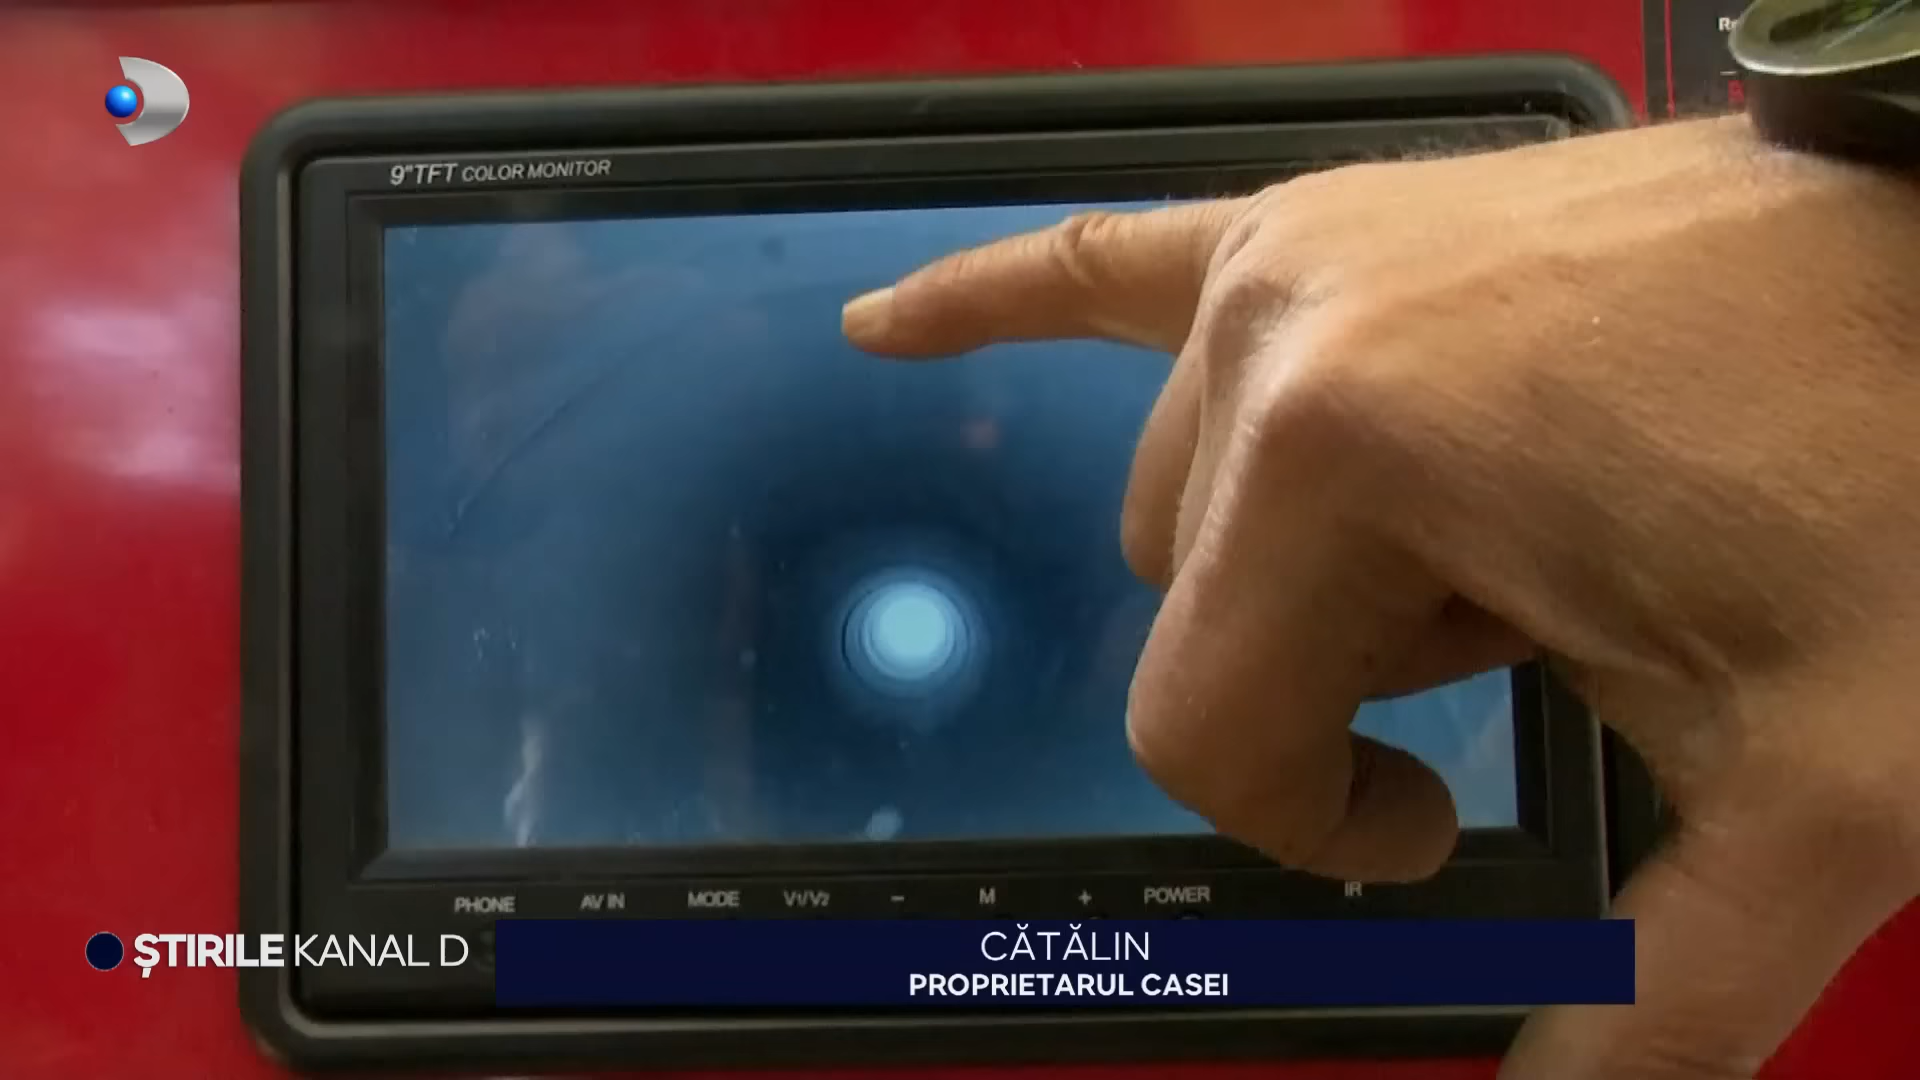 9"TFT COLOR MONITOR
PHONE AV IN MODE V1/V2 − M + POWER IR
ȘTIRILE KANAL D
CĂTĂLIN
PROPRIETARUL CASEI